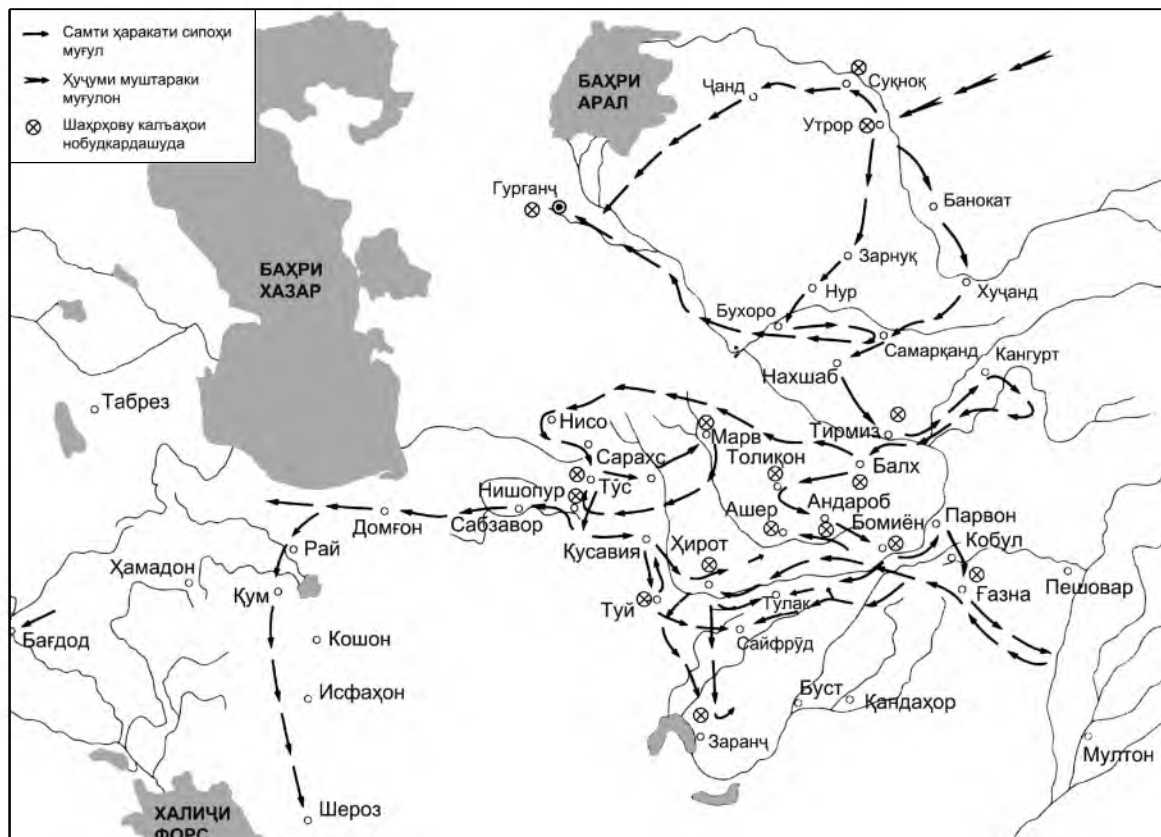 Самти ҳаракати сипоҳи
муғул
Ҳуҷуми муштараки
муғулон
Шаҳрҳову калъаҳои
нобудкардашуда
БАҲРИ
АРАЛ
Ҷанд
Суқноқ
Утрор
Гурганҷ
Банокат
БАҲРИ
ХАЗАР
Зарнуқ
Нур
Хуҷанд
Бухоро
Самарқанд
Нахшаб
Кангурт
Табрез
Нисо
Марв
Тирмиз
Сарахс
Толиқон
Балх
Нишопур
Тӯс
Андароб
Домғон
Сабзавор
Ашер
Бомиён
Парвон
Рай
Қусавия
Ҳирот
Кобул
Ҳамадон
Қум
Туй
Тулак
Ғазна
Пешовар
Бағдод
Кошон
Сайфрӯд
Исфаҳон
Буст
Қандаҳор
Заранҷ
Мултон
Шероз
ХАЛИҶИ
ФОРС